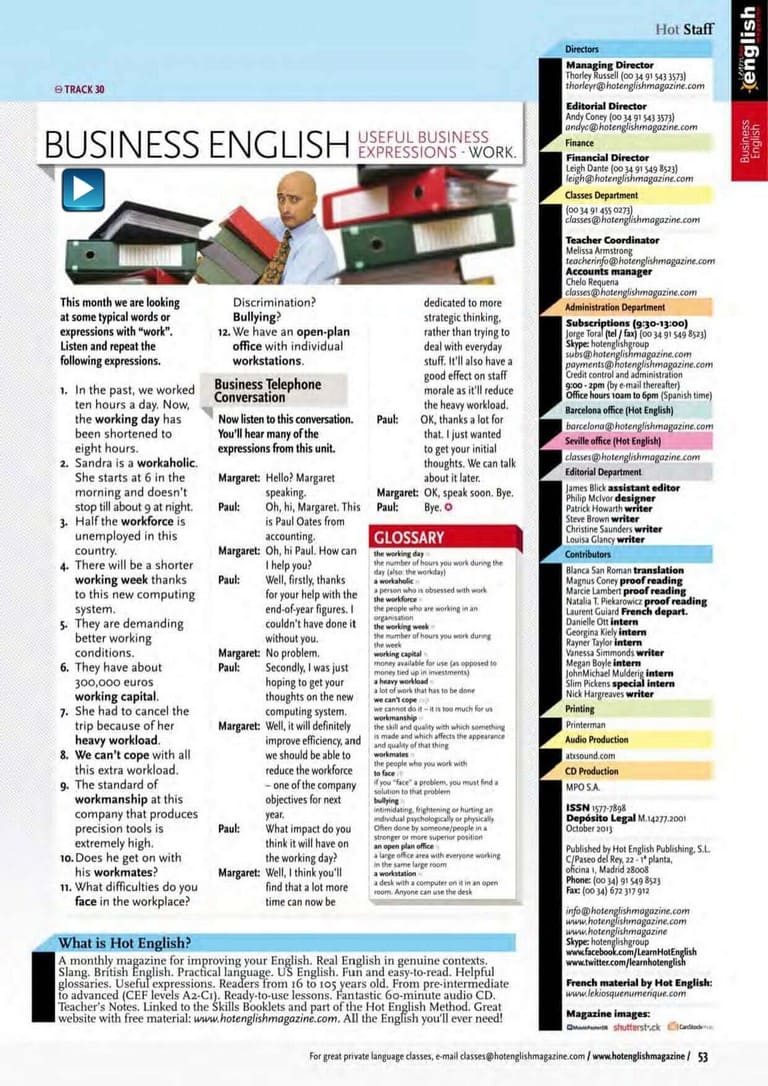 Hot Staff
Learn hot
english
magazine
Business
English
⊖ TRACK 30
BUSINESS ENGLISH
USEFUL BUSINESS
EXPRESSIONS - WORK.
This month we are looking
at some typical words or
expressions with “work”.
Listen and repeat the
following expressions.
1. In the past, we worked
ten hours a day. Now,
the working day has
been shortened to
eight hours.
2. Sandra is a workaholic.
She starts at 6 in the
morning and doesn't
stop till about 9 at night.
3. Half the workforce is
unemployed in this
country.
4. There will be a shorter
working week thanks
to this new computing
system.
5. They are demanding
better working
conditions.
6. They have about
300,000 euros
working capital.
7. She had to cancel the
trip because of her
heavy workload.
8. We can't cope with all
this extra workload.
9. The standard of
workmanship at this
company that produces
precision tools is
extremely high.
10. Does he get on with
his workmates?
11. What difficulties do you
face in the workplace?
Discrimination?
Bullying?
12. We have an open-plan
office with individual
workstations.
Business Telephone
Conversation
Now listen to this conversation.
You'll hear many of the
expressions from this unit.
Margaret: Hello? Margaret
speaking.
Paul: Oh, hi, Margaret. This
is Paul Oates from
accounting.
Margaret: Oh, hi Paul. How can
I help you?
Paul: Well, firstly, thanks
for your help with the
end-of-year figures. I
couldn't have done it
without you.
Margaret: No problem.
Paul: Secondly, I was just
hoping to get your
thoughts on the new
computing system.
Margaret: Well, it will definitely
improve efficiency, and
we should be able to
reduce the workforce
– one of the company
objectives for next
year.
Paul: What impact do you
think it will have on
the working day?
Margaret: Well, I think you'll
find that a lot more
time can now be
dedicated to more
strategic thinking,
rather than trying to
deal with everyday
stuff. It'll also have a
good effect on staff
morale as it'll reduce
the heavy workload.
Paul: OK, thanks a lot for
that. I just wanted
to get your initial
thoughts. We can talk
about it later.
Margaret: OK, speak soon. Bye.
Paul: Bye.
GLOSSARY
the working day
the number of hours you work during the
day (also: the workday)
a workaholic
a person who is obsessed with work
the workforce
the people who are working in an
organisation
the working week
the number of hours you work during
the week
working capital
money available for use (as opposed to
money tied up in investments)
a heavy workload
a lot of work that has to be done
we can't cope
we cannot do it – it is too much for us
workmanship
the skill and quality with which something
is made and which affects the appearance
and quality of that thing
workmates
the people who you work with
to face
if you “face” a problem, you must find a
solution to that problem
bullying
intimidating, frightening or hurting an
individual psychologically or physically.
Often done by someone/people in a
stronger or more superior position
an open plan office
a large office area with everyone working
in the same large room
a workstation
a desk with a computer on it in an open
room. Anyone can use the desk
What is Hot English?
A monthly magazine for improving your English. Real English in genuine contexts.
Slang. British English. Practical language. US English. Fun and easy-to-read. Helpful
glossaries. Useful expressions. Readers from 16 to 105 years old. From pre-intermediate
to advanced (CEF levels A2-C1). Ready-to-use lessons. Fantastic 60-minute audio CD.
Teacher's Notes. Linked to the Skills Booklets and part of the Hot English Method. Great
website with free material: www.hotenglishmagazine.com. All the English you'll ever need!
Directors
Managing Director
Thorley Russell (00 34 91 543 3573)
thorleyr@hotenglishmagazine.com
Editorial Director
Andy Coney (00 34 91 543 3573)
andyc@hotenglishmagazine.com
Finance
Financial Director
Leigh Dante (00 34 91 549 8523)
leigh@hotenglishmagazine.com
Classes Department
(00 34 91 455 0273)
classes@hotenglishmagazine.com
Teacher Coordinator
Melissa Armstrong
teacherinfo@hotenglishmagazine.com
Accounts manager
Chelo Requena
classes@hotenglishmagazine.com
Administration Department
Subscriptions (9:30-13:00)
Jorge Toral (tel / fax) (00 34 91 549 8523)
Skype: hotenglishgroup
subs@hotenglishmagazine.com
payments@hotenglishmagazine.com
Credit control and administration
9:00 - 2pm (by e-mail thereafter)
Office hours 10am to 6pm (Spanish time)
Barcelona office (Hot English)
barcelona@hotenglishmagazine.com
Seville office (Hot English)
classes@hotenglishmagazine.com
Editorial Department
James Blick assistant editor
Philip McIvor designer
Patrick Howarth writer
Steve Brown writer
Christine Saunders writer
Louisa Glancy writer
Contributors
Blanca San Roman translation
Magnus Coney proof reading
Marcie Lambert proof reading
Natalia T. Piekarowicz proof reading
Laurent Guiard French depart.
Danielle Ott intern
Georgina Kiely intern
Rayner Taylor intern
Vanessa Simmonds writer
Megan Boyle intern
JohnMichael Mulderig intern
Slim Pickens special intern
Nick Hargreaves writer
Printing
Printerman
Audio Production
atxsound.com
CD Production
MPO S.A.
ISSN 1577-7898
Depósito Legal M.14277.2001
October 2013
Published by Hot English Publishing, S.L.
C/Paseo del Rey, 22 - 1ª planta,
oficina 1, Madrid 28008
Phone: (00 34) 91 549 8523
Fax: (00 34) 672 317 912
info@hotenglishmagazine.com
www.hotenglishmagazine.com
www.hotenglishmagazine
Skype: hotenglishgroup
www.facebook.com/LearnHotEnglish
www.twitter.com/learnhotenglish
French material by Hot English:
www.lekiosquenumerique.com
Magazine images:
MoviePosterDB shutterstock CanStock
For great private language classes, e-mail classes@hotenglishmagazine.com / www.hotenglishmagazine / 53